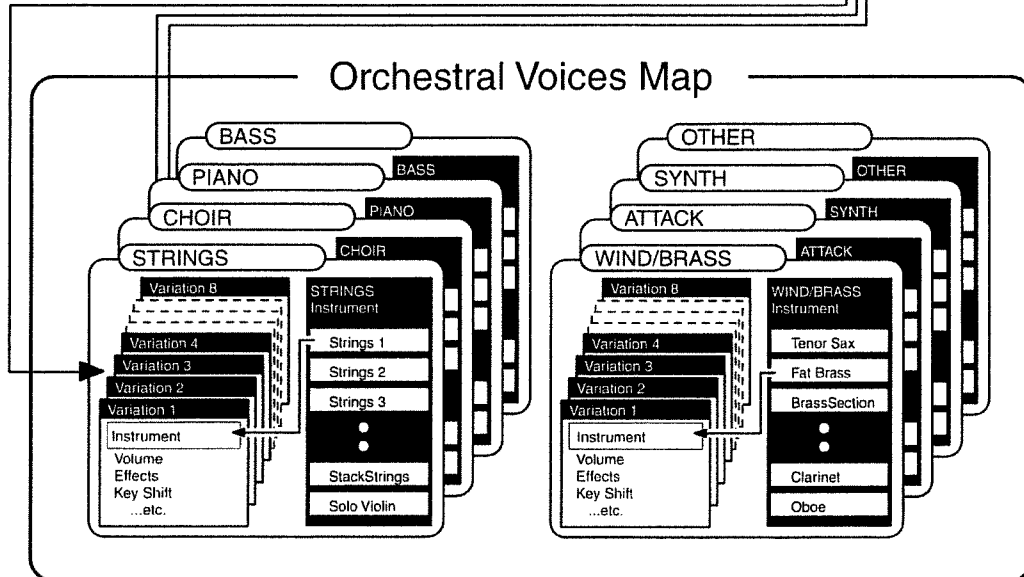 Orchestral Voices Map
BASS
BASS
PIANO
PIANO
CHOIR
CHOIR
STRINGS
Variation 8
Variation 4
Variation 3
Variation 2
Variation 1
Instrument
Volume
Effects
Key Shift
...etc.
STRINGS
Instrument
Strings 1
Strings 2
Strings 3
StackStrings
Solo Violin
OTHER
OTHER
SYNTH
SYNTH
ATTACK
ATTACK
WIND/BRASS
Variation 8
Variation 4
Variation 3
Variation 2
Variation 1
Instrument
Volume
Effects
Key Shift
...etc.
WIND/BRASS
Instrument
Tenor Sax
Fat Brass
BrassSection
Clarinet
Oboe